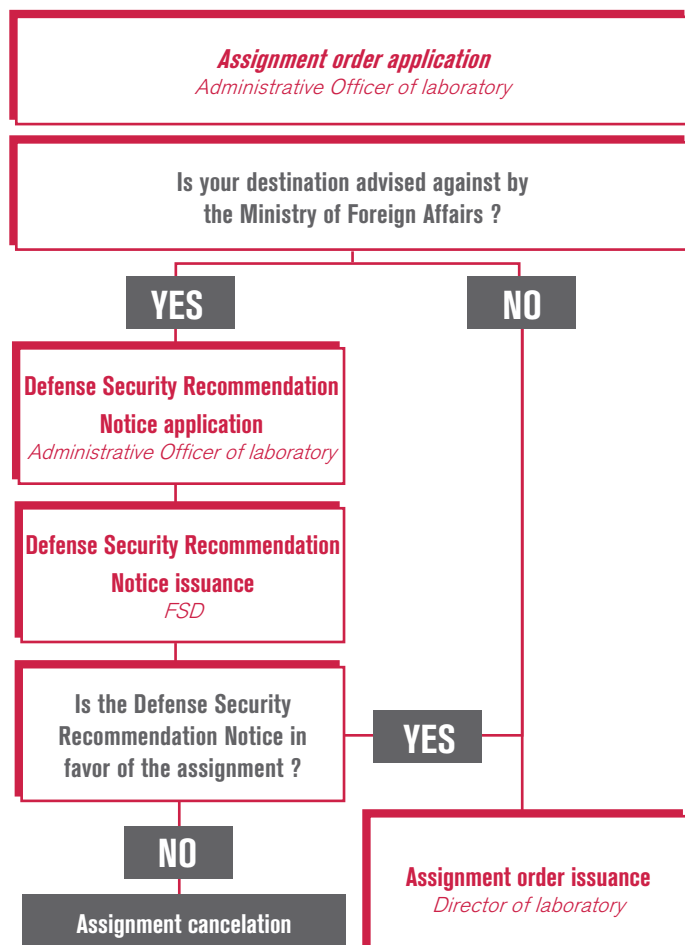 Assignment order application
Administrative Officer of laboratory
Is your destination advised against by
the Ministry of Foreign Affairs ?
YES
NO
Defense Security Recommendation
Notice application
Administrative Officer of laboratory
Defense Security Recommendation
Notice issuance
FSD
Is the Defense Security
Recommendation Notice in
favor of the assignment ?
YES
NO
Assignment cancelation
Assignment order issuance
Director of laboratory